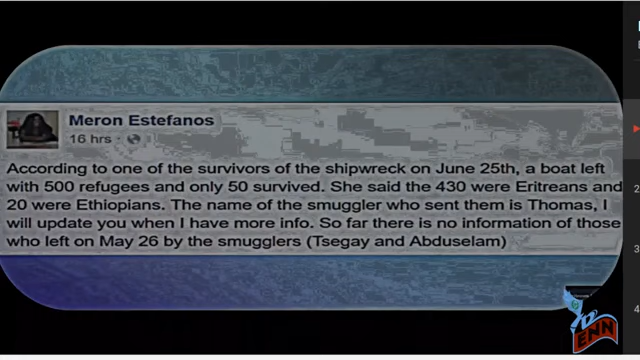 Meron Estefanos
16 hrs ·
According to one of the survivors of the shipwreck on June 25th, a boat left
with 500 refugees and only 50 survived. She said the 430 were Eritreans and
20 were Ethiopians. The name of the smuggler who sent them is Thomas, I
will update you when I have more info. So far there is no information of those
who left on May 26 by the smugglers (Tsegay and Abduselam)
ENN
2
3
4